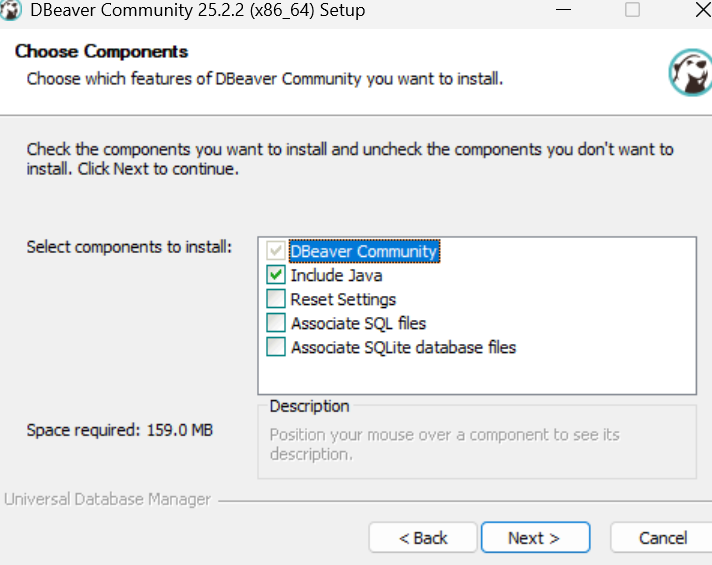 DBeaver Community 25.2.2 (x86_64) Setup
Choose Components
Choose which features of DBeaver Community you want to install.
Check the components you want to install and uncheck the components you don't want to
install. Click Next to continue.
Select components to install:
DBeaver Community
Include Java
Reset Settings
Associate SQL files
Associate SQLite database files
Space required: 159.0 MB
Description
Position your mouse over a component to see its
description.
Universal Database Manager
< Back
Next >
Cancel